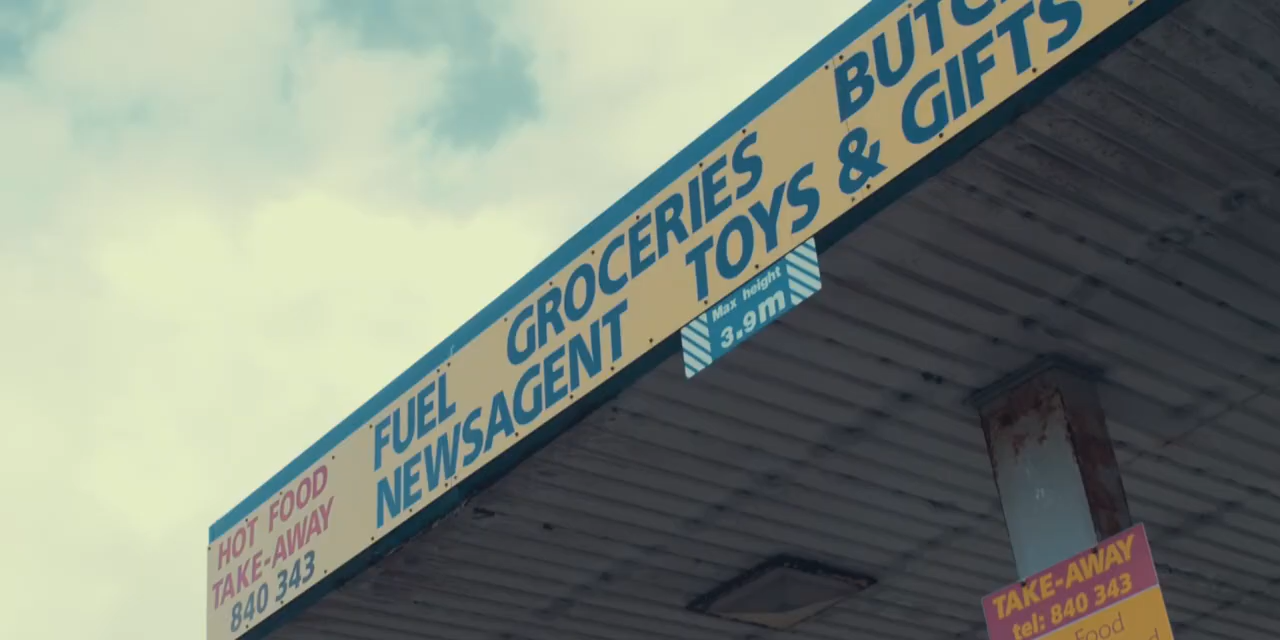 HOT FOOD
TAKE-AWAY
840 343
FUEL GROCERIES
NEWSAGENT TOYS & GIFTS
Max height
3.9m
TAKE-AWAY
tel: 840 343
Food